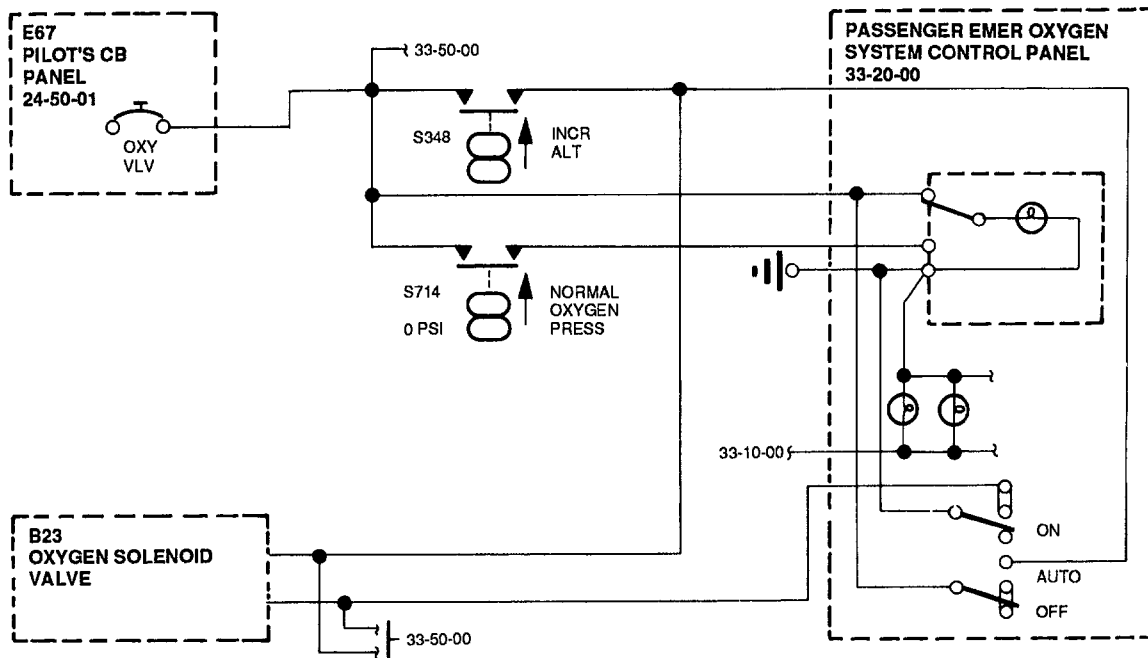 E67
PILOT'S CB
PANEL
24-50-01
OXY
VLV
33-50-00
S348
INCR
ALT
S714
0 PSI
NORMAL
OXYGEN
PRESS
PASSENGER EMER OXYGEN
SYSTEM CONTROL PANEL
33-20-00
33-10-00
ON
AUTO
OFF
B23
OXYGEN SOLENOID
VALVE
33-50-00